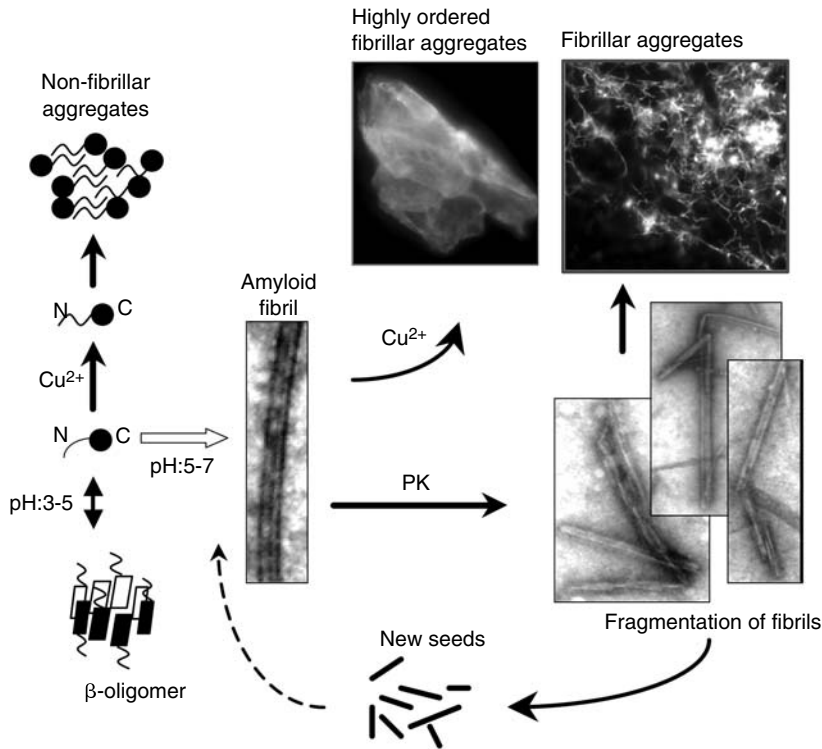 Highly ordered
fibrillar aggregates
Fibrillar aggregates
Non-fibrillar
aggregates
Amyloid
fibril
N C
Cu²⁺
Cu²⁺
N C
pH:5-7
pH:3-5
PK
β-oligomer
New seeds
Fragmentation of fibrils